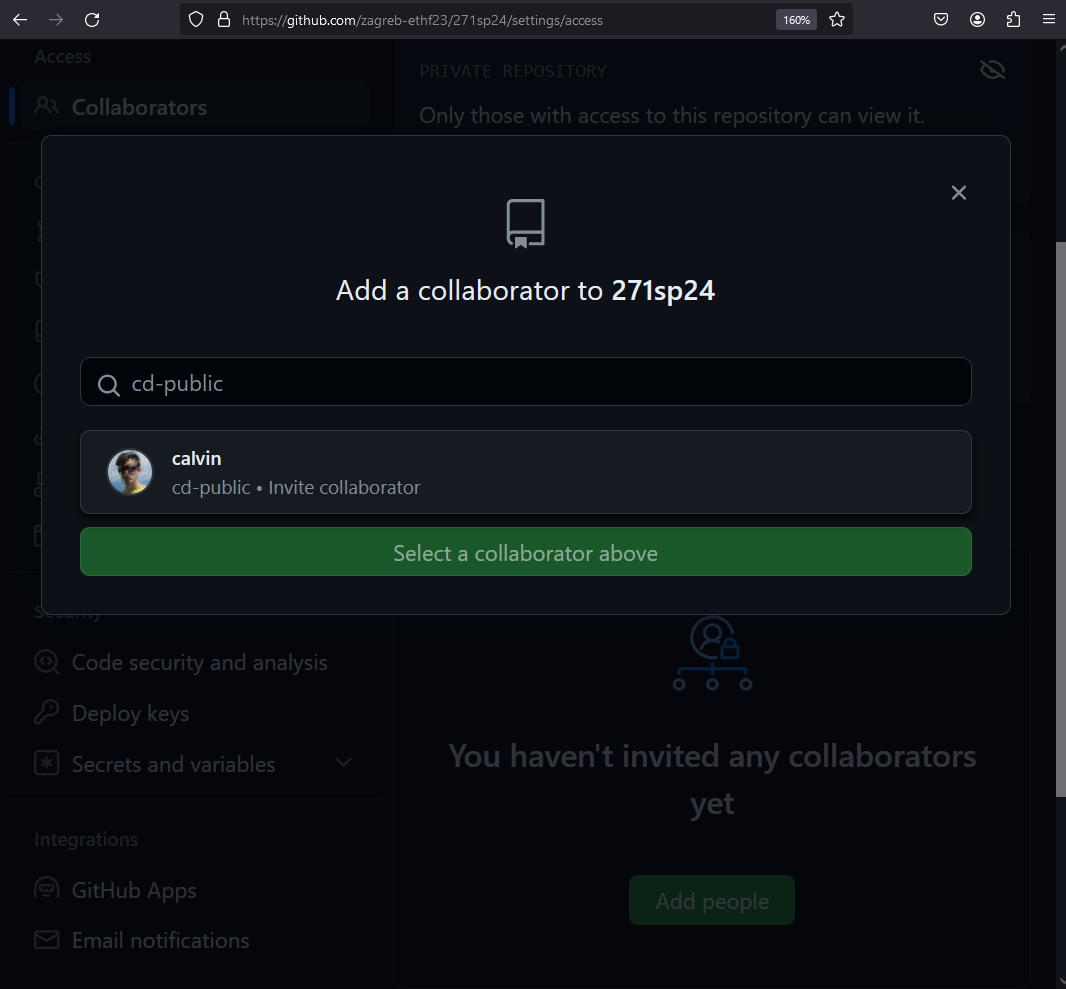 https://github.com/zagreb-ethf23/271sp24/settings/access
160%
Access
Collaborators
PRIVATE REPOSITORY
Only those with access to this repository can view it.
Add a collaborator to 271sp24
cd-public
calvin
cd-public • Invite collaborator
Select a collaborator above
Security
Code security and analysis
Deploy keys
Secrets and variables
Integrations
GitHub Apps
Email notifications
You haven't invited any collaborators
yet
Add people